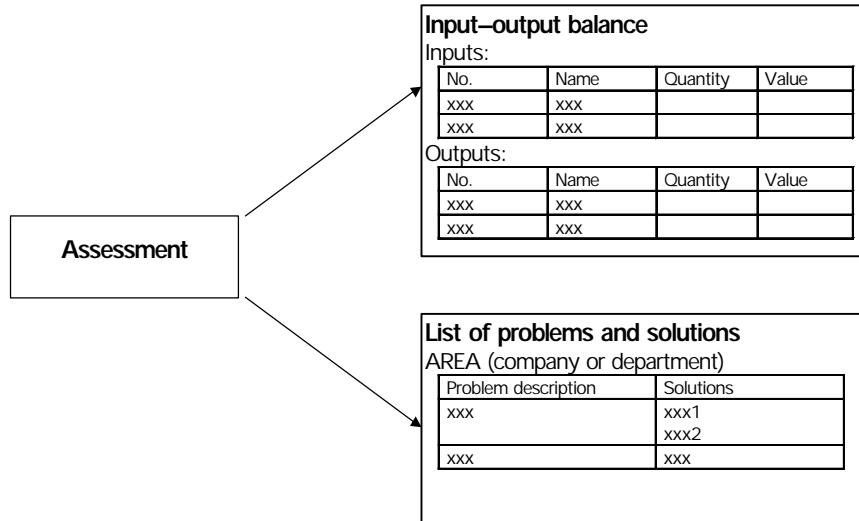 Input–output balance
Inputs:
No. Name Quantity Value
xxx xxx
xxx xxx
Outputs:
No. Name Quantity Value
xxx xxx
xxx xxx
Assessment
List of problems and solutions
AREA (company or department)
Problem description Solutions
xxx xxx1
xxx2
xxx xxx